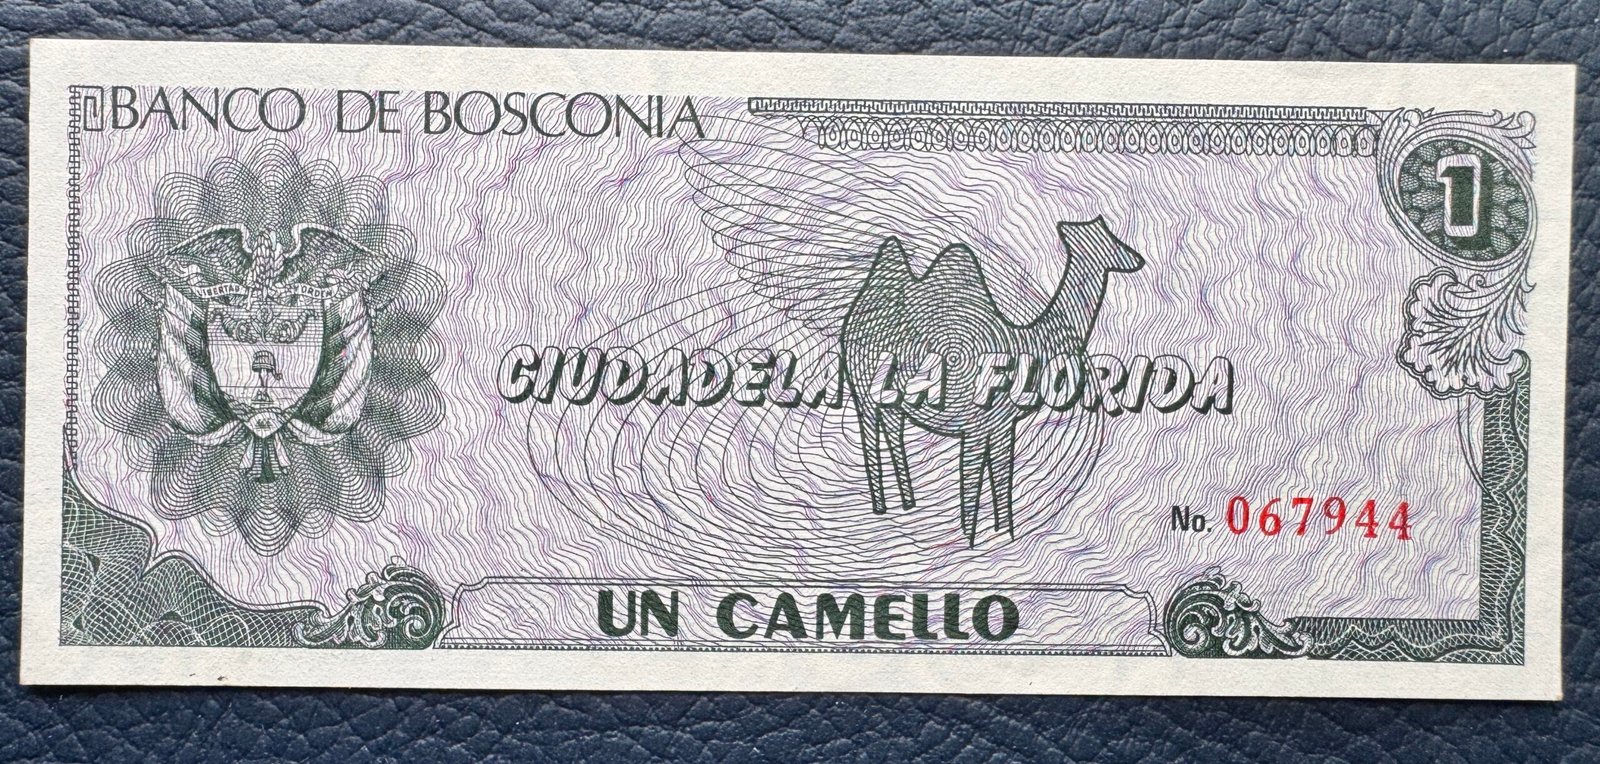 BANCO DE BOSCONIA
1
LIBERTAD Y ORDEN
CIUDADELA LA FLORIDA
No. 067944
UN CAMELLO